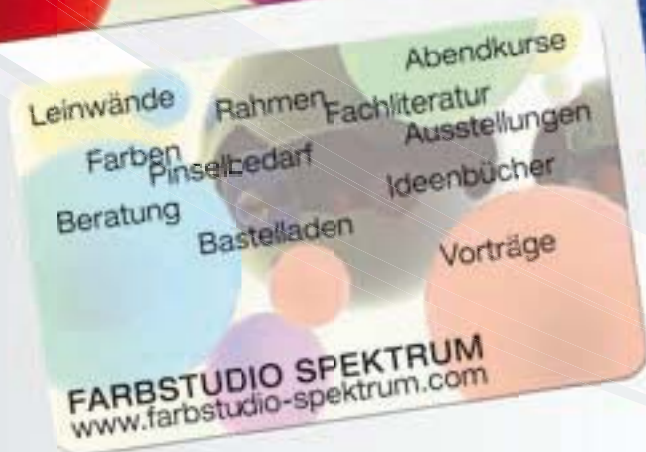 Abendkurse
Leinwände
Rahmen
Fachliteratur
Ausstellungen
Farben
Pinselbedarf
Ideenbücher
Beratung
Bastelladen
Vorträge
FARBSTUDIO SPEKTRUM
www.farbstudio-spektrum.com